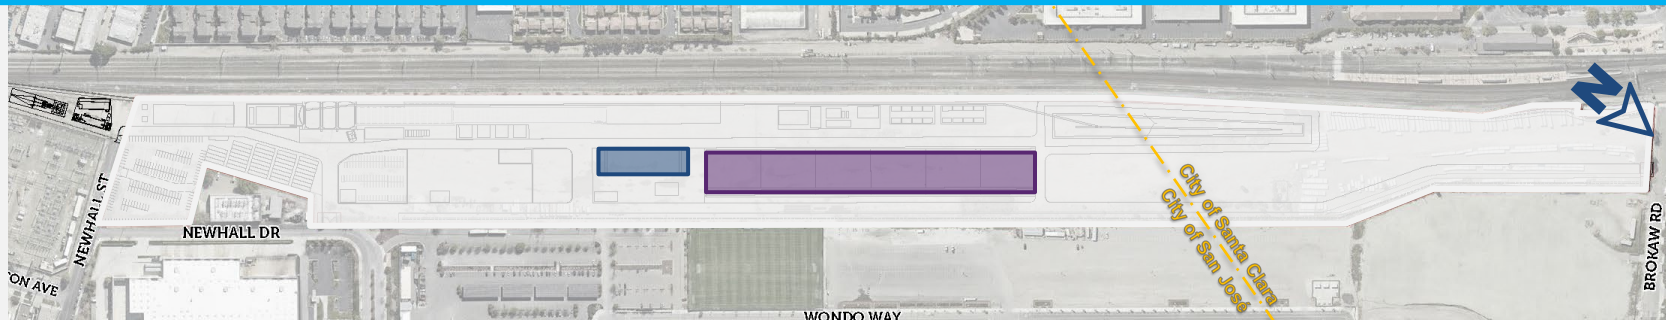 N
City of Santa Clara
City of San José
NEWHALL ST
NEWHALL DR
BROKAW RD
ON AVE
WONDO WAY